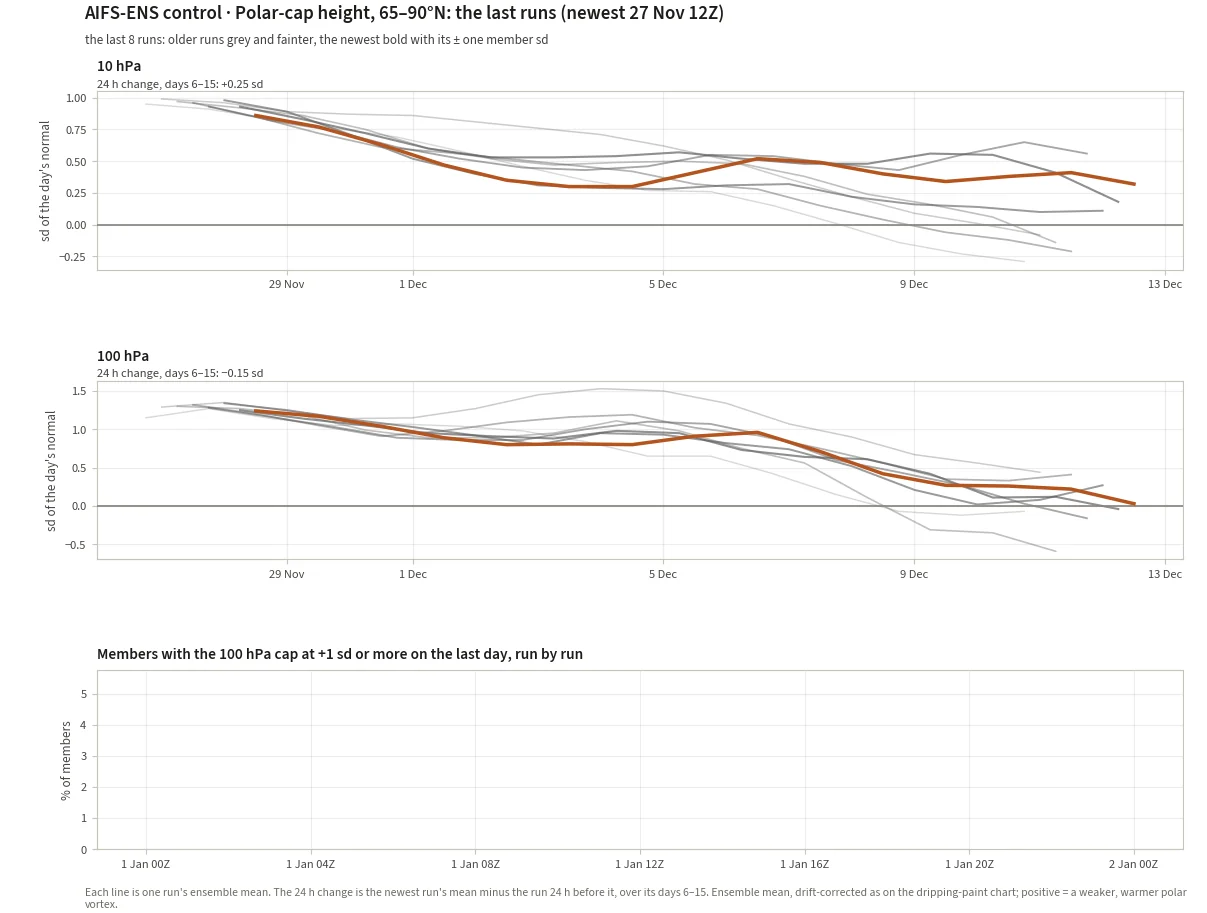 AIFS-ENS control · Polar-cap height, 65–90°N: the last runs (newest 27 Nov 12Z)
the last 8 runs: older runs grey and fainter, the newest bold with its ± one member sd
10 hPa
24 h change, days 6–15: +0.25 sd
sd of the day's normal
1.00
0.75
0.50
0.25
0.00
−0.25
29 Nov 1 Dec 5 Dec 9 Dec 13 Dec
100 hPa
24 h change, days 6–15: −0.15 sd
sd of the day's normal
1.5
1.0
0.5
0.0
−0.5
29 Nov 1 Dec 5 Dec 9 Dec 13 Dec
Members with the 100 hPa cap at +1 sd or more on the last day, run by run
% of members
5
4
3
2
1
0
1 Jan 00Z 1 Jan 04Z 1 Jan 08Z 1 Jan 12Z 1 Jan 16Z 1 Jan 20Z 2 Jan 00Z
Each line is one run's ensemble mean. The 24 h change is the newest run's mean minus the run 24 h before it, over its days 6–15. Ensemble mean, drift-corrected as on the dripping-paint chart; positive = a weaker, warmer polar
vortex.